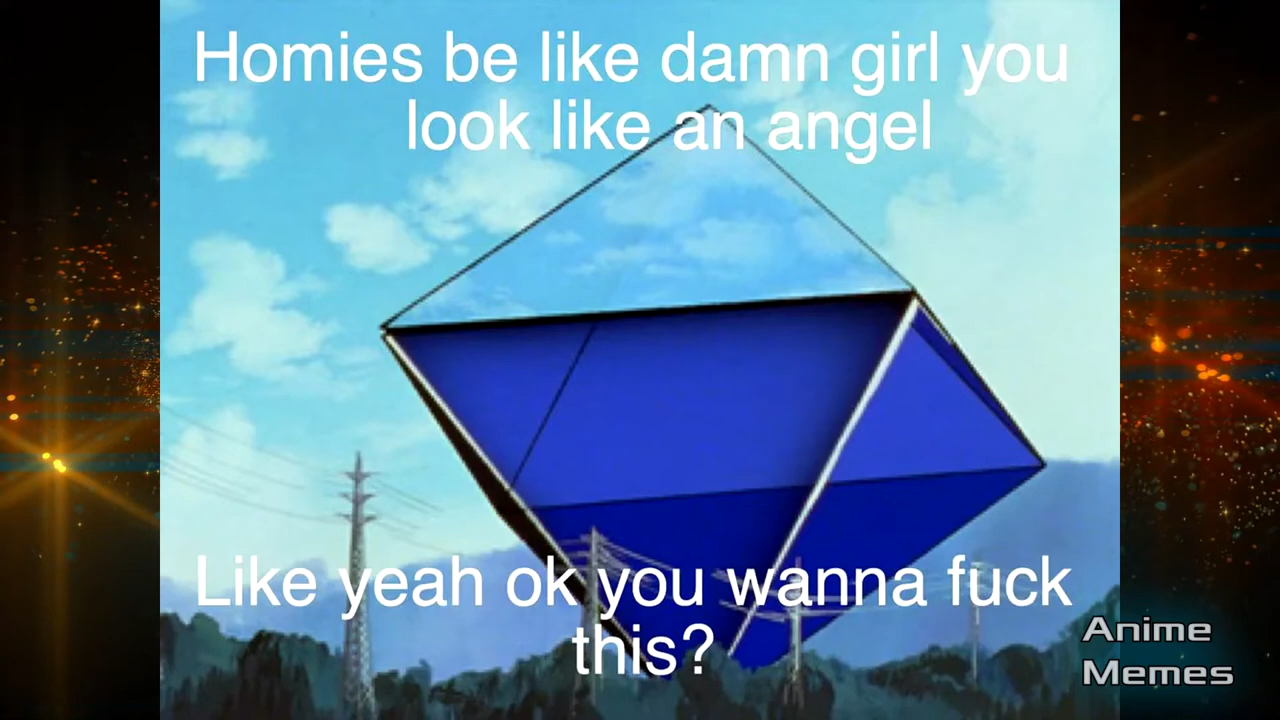 Homies be like damn girl you
look like an angel
Like yeah ok you wanna fuck
this?
Anime
Memes